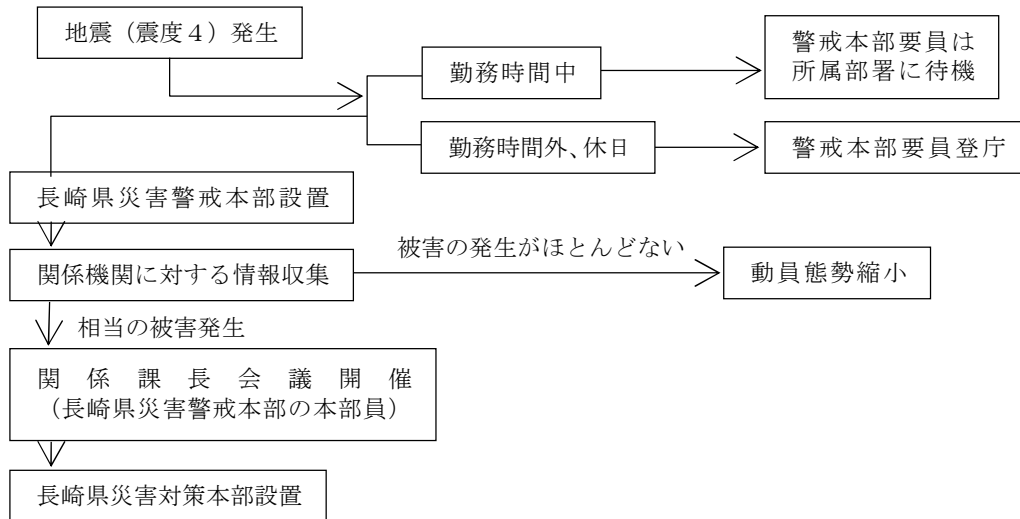 地震（震度４）発生
勤務時間中
警戒本部要員は
所属部署に待機
勤務時間外、休日
警戒本部要員登庁
長崎県災害警戒本部設置
被害の発生がほとんどない
関係機関に対する情報収集
動員態勢縮小
相当の被害発生
関係課長会議開催
（長崎県災害警戒本部の本部員）
長崎県災害対策本部設置